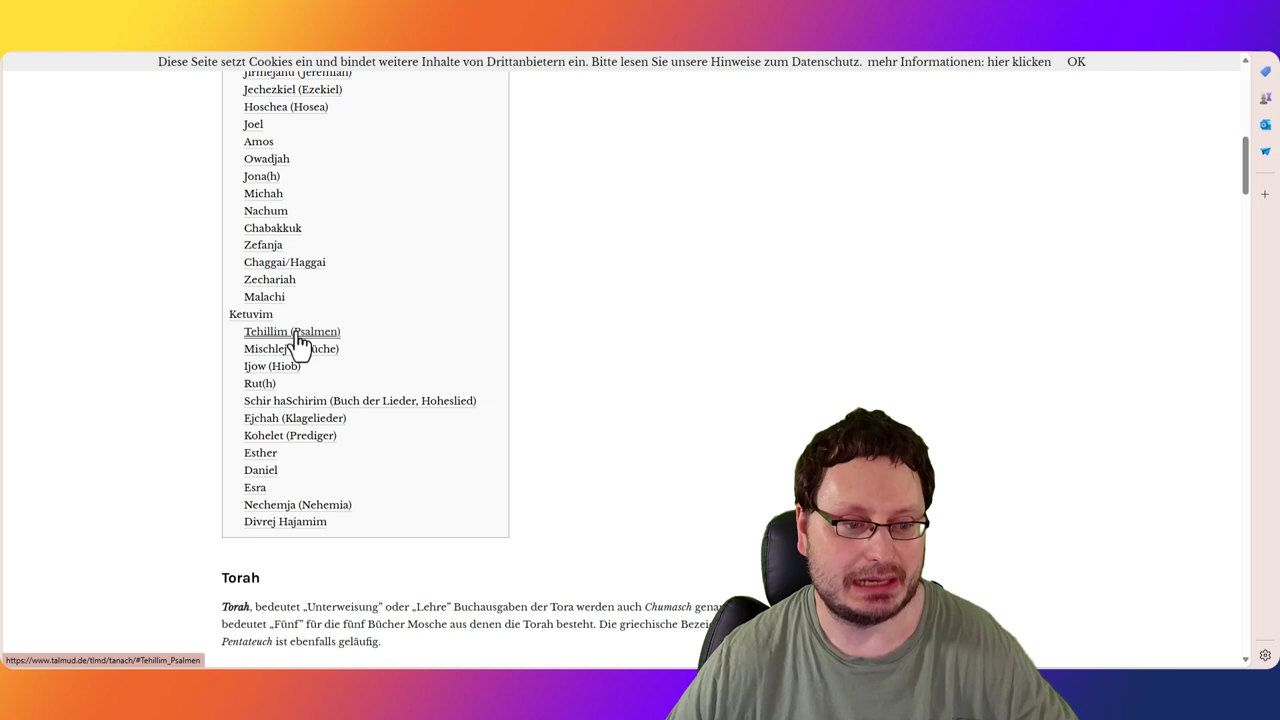 Diese Seite setzt Cookies ein und bindet weitere Inhalte von Drittanbietern ein. Bitte lesen Sie unsere Hinweise zum Datenschutz. mehr Informationen: hier klicken OK
Jirmejahu (Jeremiah)
Jechezkiel (Ezekiel)
Hoschea (Hosea)
Joel
Amos
Owadjah
Jona(h)
Michah
Nachum
Chabakkuk
Zefanja
Chaggai/Haggai
Zechariah
Malachi
Ketuvim
Tehillim (Psalmen)
Mischlej
Ijow (Hiob)
Rut(h)
Schir haSchirim (Buch der Lieder, Hoheslied)
Ejchah (Klagelieder)
Kohelet (Prediger)
Esther
Daniel
Esra
Nechemja (Nehemia)
Divrej Hajamim
Torah
Torah, bedeutet „Unterweisung” oder „Lehre” Buchausgaben der Tora werden auch Chumasch
bedeutet „Fünf” für die fünf Bücher Mosche aus denen die Torah besteht. Die griechische
Pentateuch ist ebenfalls geläufig.
https://www.talmud.de/tlmd/tanach/#Tehillim_Psalmen